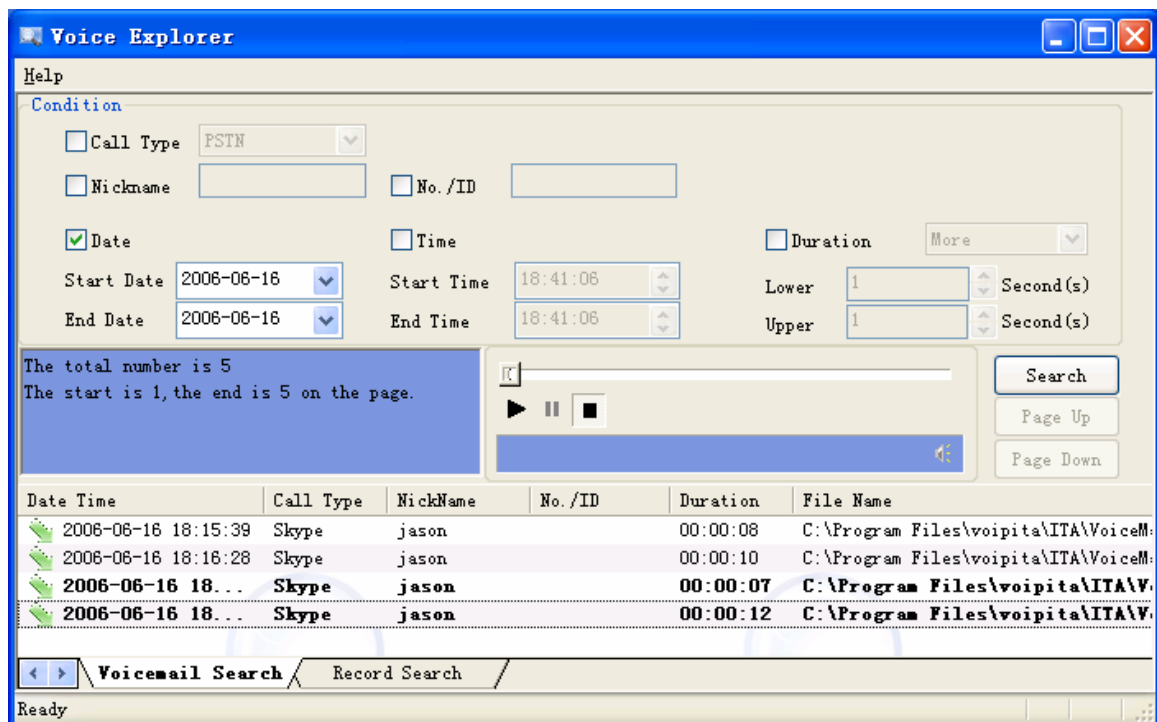 Voice Explorer
Help
Condition
Call Type PSTN
Nickname No./ID
Date Time Duration More
Start Date 2006-06-16 Start Time 18:41:06 Lower 1 Second(s)
End Date 2006-06-16 End Time 18:41:06 Upper 1 Second(s)
The total number is 5
The start is 1,the end is 5 on the page.
Search
Page Up
Page Down
Date Time Call Type NickName No./ID Duration File Name
2006-06-16 18:15:39 Skype jason 00:00:08 C:\Program Files\voipita\ITA\VoiceM
2006-06-16 18:16:28 Skype jason 00:00:10 C:\Program Files\voipita\ITA\VoiceM
2006-06-16 18... Skype jason 00:00:07 C:\Program Files\voipita\ITA\V
2006-06-16 18... Skype jason 00:00:12 C:\Program Files\voipita\ITA\V
Voicemail Search Record Search
Ready